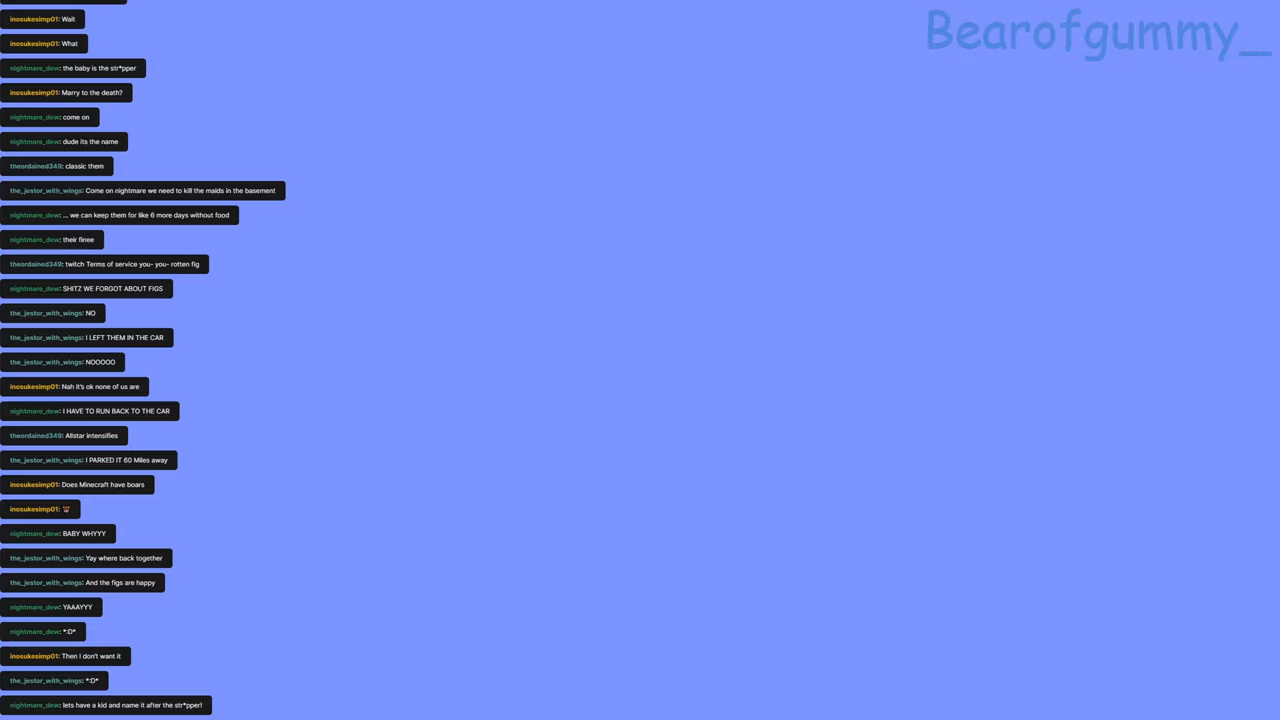 Bearofgummy_
inosukesimp01: Wait
inosukesimp01: What
nightmare_dew: the baby is the str*pper
inosukesimp01: Marry to the death?
nightmare_dew: come on
nightmare_dew: dude its the name
theordained349: classic them
the_jestor_with_wings: Come on nightmare we need to kill the maids in the basement
nightmare_dew: ... we can keep them for like 6 more days without food
nightmare_dew: their finee
theordained349: twitch Terms of service you- you- rotten fig
nightmare_dew: SHITZ WE FORGOT ABOUT FIGS
the_jestor_with_wings: NO
the_jestor_with_wings: I LEFT THEM IN THE CAR
the_jestor_with_wings: NOOOOO
inosukesimp01: Nah it's ok none of us are
nightmare_dew: I HAVE TO RUN BACK TO THE CAR
theordained349: Allstar intensifies
the_jestor_with_wings: I PARKED IT 60 Miles away
inosukesimp01: Does Minecraft have boars
inosukesimp01:
nightmare_dew: BABY WHYYY
the_jestor_with_wings: Yay where back together
the_jestor_with_wings: And the figs are happy
nightmare_dew: YAAAYYY
nightmare_dew: *:D*
inosukesimp01: Then I don't want it
the_jestor_with_wings: *:D*
nightmare_dew: lets have a kid and name it after the str*pper!